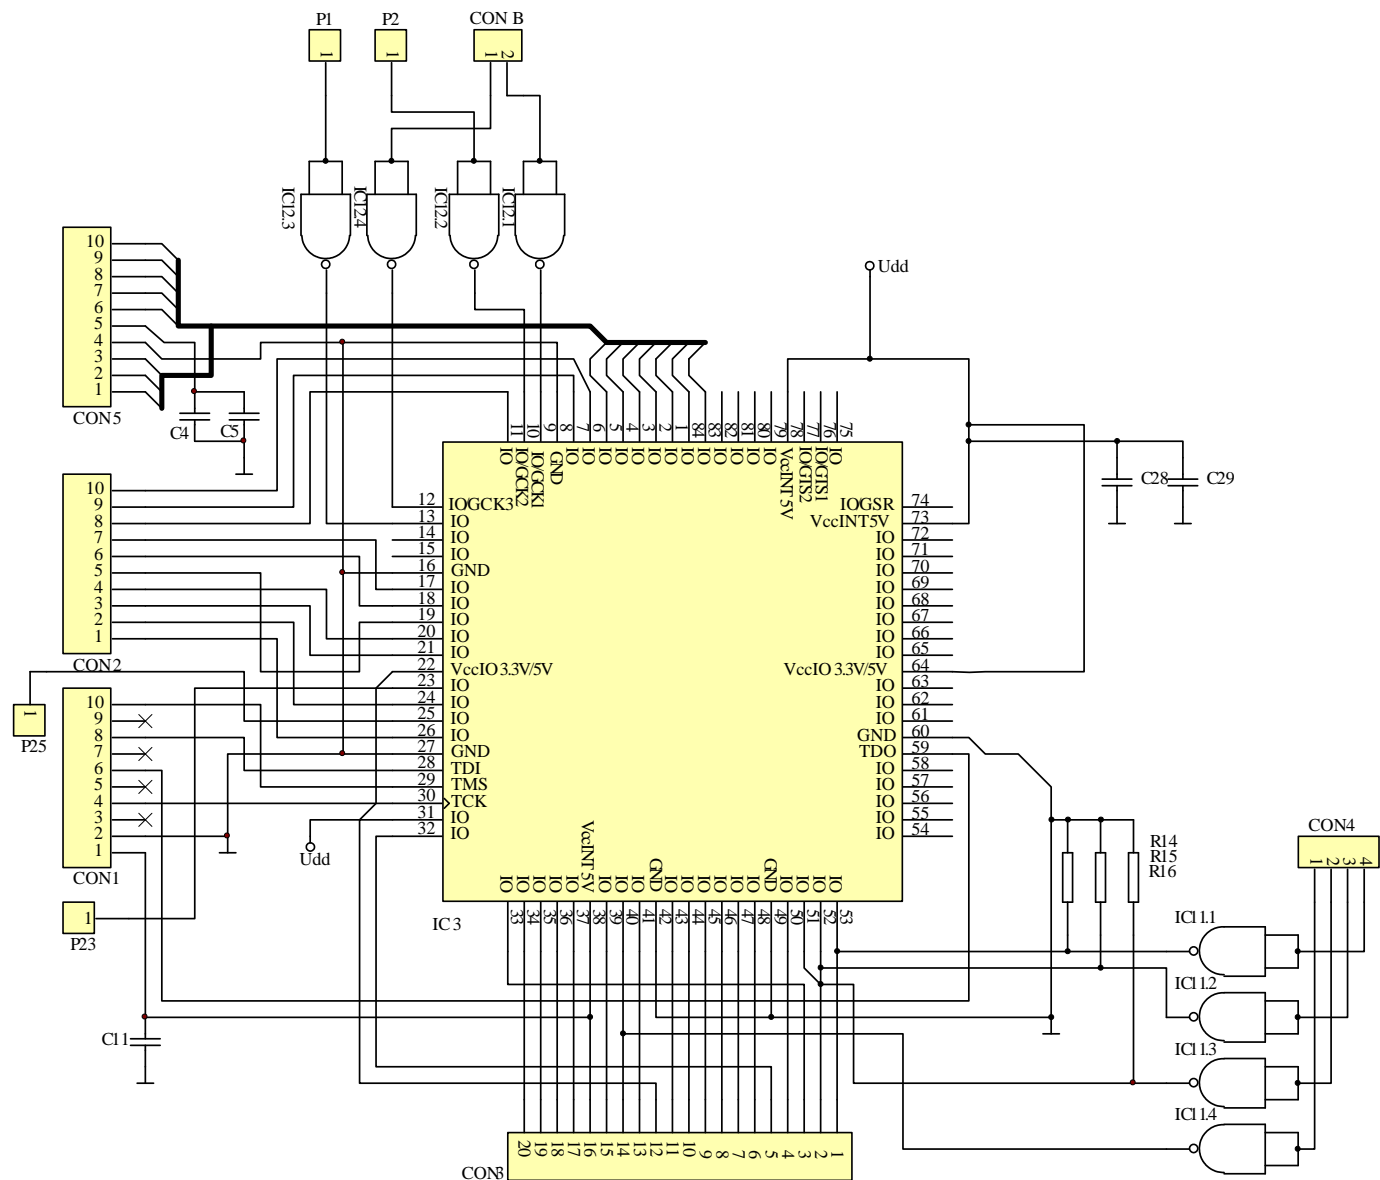 P1
P2
CON B
1
1
1
2
IC12.3
IC12.4
IC12.2
IC12.1
10
9
8
7
6
5
4
3
2
1
CON5
C4
C5
Udd
11
10
9
8
7
6
5
4
3
2
1
84
83
82
81
80
79
78
77
76
75
IO
IO/GCK2
IO/GCK1
GND
IO
IO
IO
IO
IO
IO
IO
IO
IO
IO
IO
IO
IO
VccINT 5V
IO/GTS2
IO/GTS1
IO
C28
C29
10
9
8
7
6
5
4
3
2
1
CON2
12 IOGCK3
13 IO
14 IO
15 IO
16 GND
17 IO
18 IO
19 IO
20 IO
21 IO
22 VccIO 3.3V/5V
23 IO
24 IO
25 IO
26 IO
27 GND
28 TDI
29 TMS
30 TCK
31 IO
32 IO
IOGSR 74
VccINT5V 73
IO 72
IO 71
IO 70
IO 69
IO 68
IO 67
IO 66
IO 65
VccIO 3.3V/5V 64
IO 63
IO 62
IO 61
GND 60
TDO 59
IO 58
IO 57
IO 56
IO 55
IO 54
1
P25
10
9
8
7
6
5
4
3
2
1
CON1
Udd
1
P23
IO
IO
IO
IO
IO
VccINT 5V
IO
IO
IO
GND
IO
IO
IO
IO
IO
IO
GND
IO
IO
IO
IO
IC 3
33
34
35
36
37
38
39
40
41
42
43
44
45
46
47
48
49
50
51
52
53
R14
R15
R16
CON4
1
2
3
4
IC11.1
IC11.2
IC11.3
IC11.4
C11
20
19
18
17
16
15
14
13
12
11
10
9
8
7
6
5
4
3
2
1
CON3